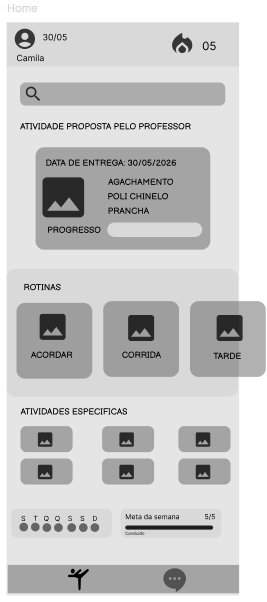 Home
30/05
05
Camila
ATIVIDADE PROPOSTA PELO PROFESSOR
DATA DE ENTREGA: 30/05/2026
AGACHAMENTO
POLI CHINELO
PRANCHA
PROGRESSO
ROTINAS
ACORDAR
CORRIDA
TARDE
ATIVIDADES ESPECIFICAS
S T Q Q S S D
Meta da semana 5/5
Concluído